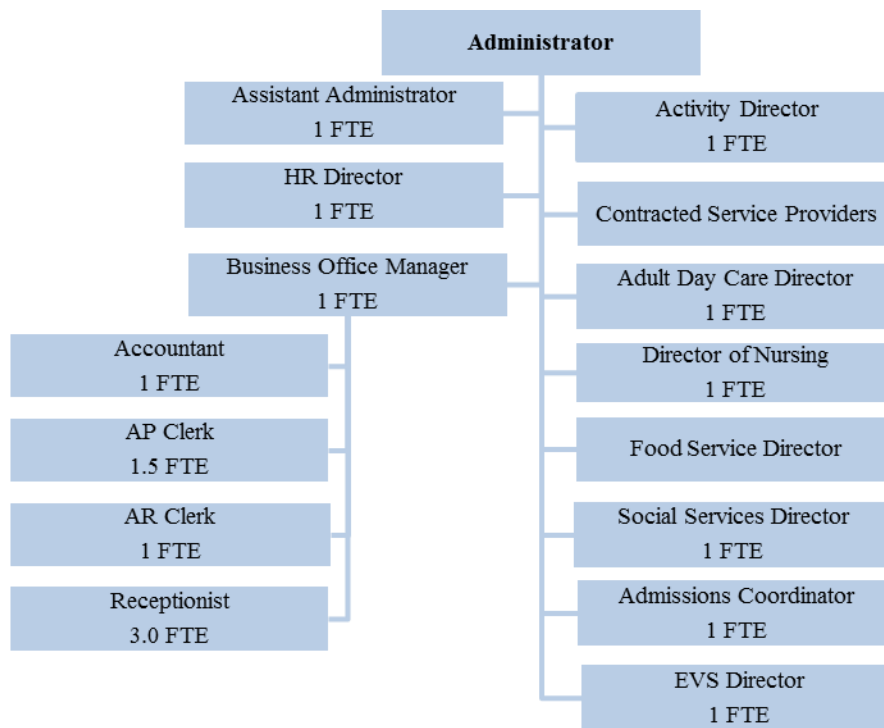 Administrator
Assistant Administrator
1 FTE
HR Director
1 FTE
Business Office Manager
1 FTE
Accountant
1 FTE
AP Clerk
1.5 FTE
AR Clerk
1 FTE
Receptionist
3.0 FTE
Activity Director
1 FTE
Contracted Service Providers
Adult Day Care Director
1 FTE
Director of Nursing
1 FTE
Food Service Director
Social Services Director
1 FTE
Admissions Coordinator
1 FTE
EVS Director
1 FTE